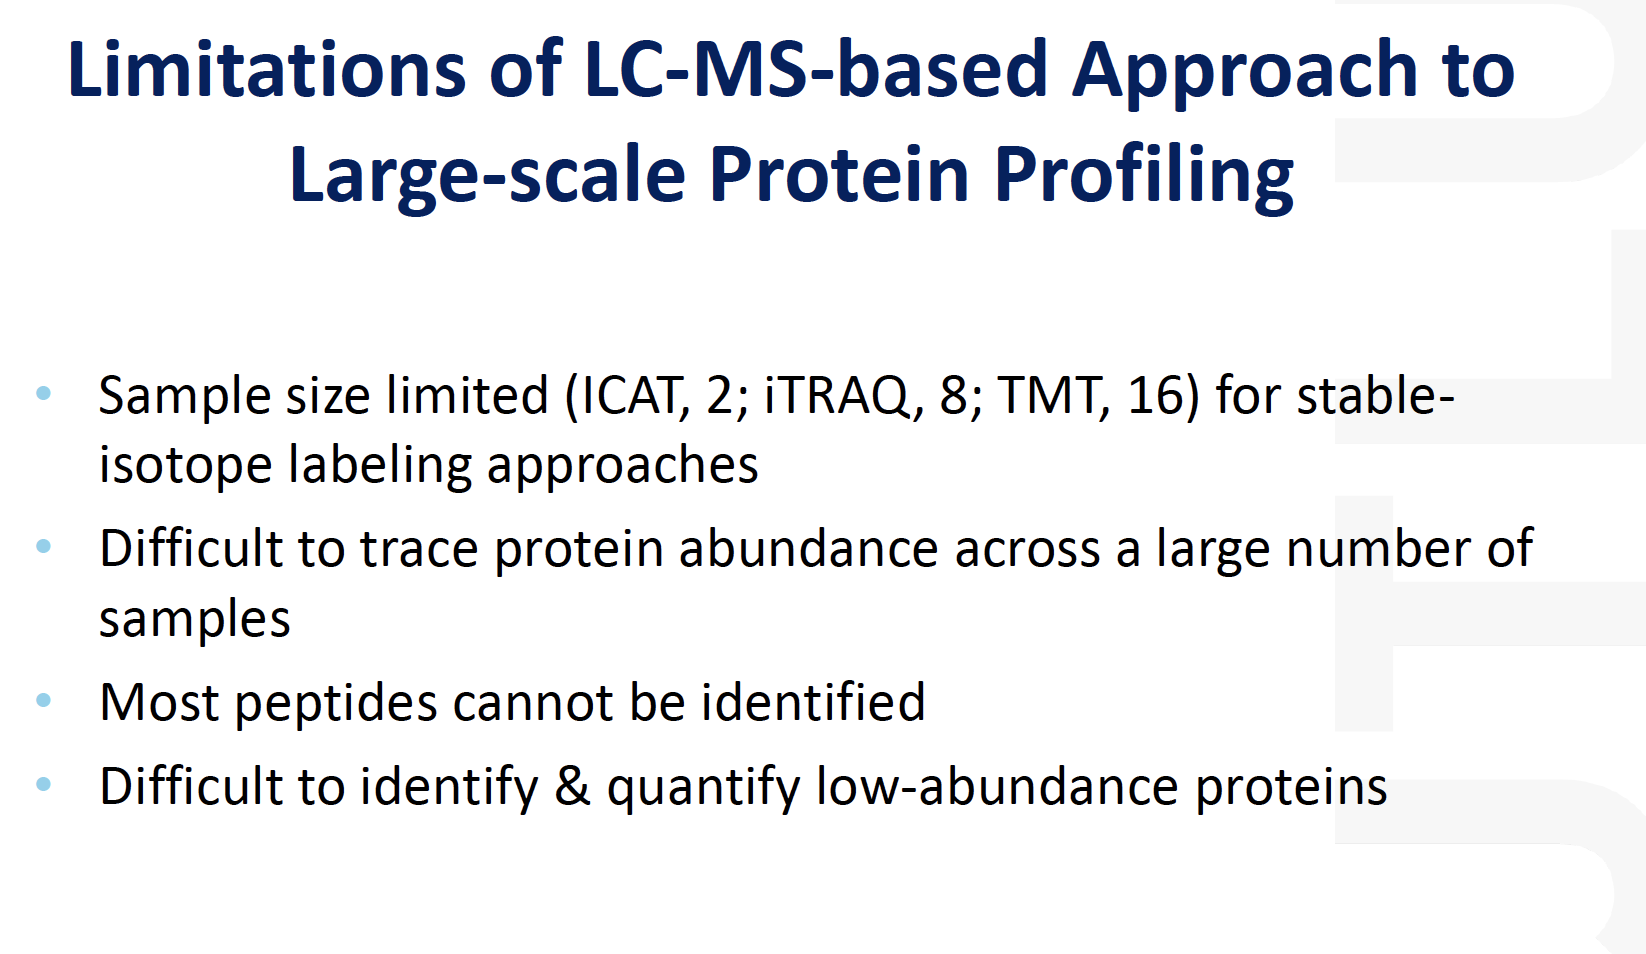 Limitations of LC-MS-based Approach to
Large-scale Protein Profiling
• Sample size limited (ICAT, 2; iTRAQ, 8; TMT, 16) for stable-
isotope labeling approaches
• Difficult to trace protein abundance across a large number of
samples
• Most peptides cannot be identified
• Difficult to identify & quantify low-abundance proteins